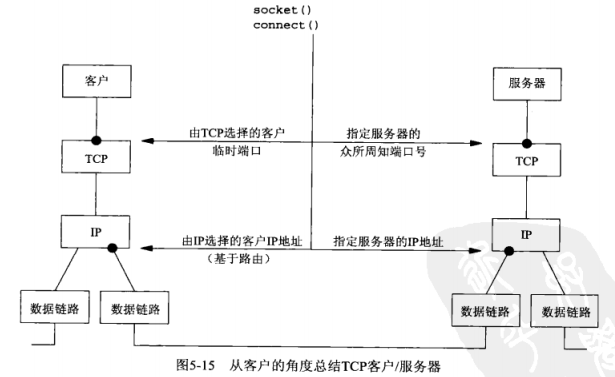 socket()
connect()
客户
服务器
由TCP选择的客户
临时端口
指定服务器的
众所周知端口号
TCP
TCP
由IP选择的客户IP地址
（基于路由）
指定服务器的IP地址
IP
IP
数据链路
数据链路
数据链路
数据链路
图5-15 从客户的角度总结TCP客户/服务器